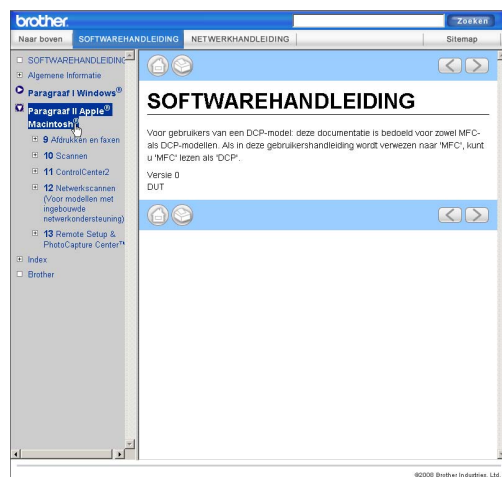 brother.
Zoeken
Naar boven SOFTWAREHANDLEIDING NETWERKHANDLEIDING Sitemap
SOFTWAREHANDLEIDING
Algemene Informatie
Paragraaf I Windows®
Paragraaf II Apple®
Macintosh®
9 Afdrukken en faxen
10 Scannen
11 ControlCenter2
12 Netwerkscannen
(Voor modellen met
ingebouwde
netwerkondersteuning)
13 Remote Setup &
PhotoCapture Center™
Index
Brother
SOFTWAREHANDLEIDING
Voor gebruikers van een DCP-model: deze documentatie is bedoeld voor zowel MFC-
als DCP-modellen. Als in deze gebruikershandleiding wordt verwezen naar 'MFC', kunt
u 'MFC' lezen als 'DCP'.
Versie 0
DUT
©2008 Brother Industries, Ltd.